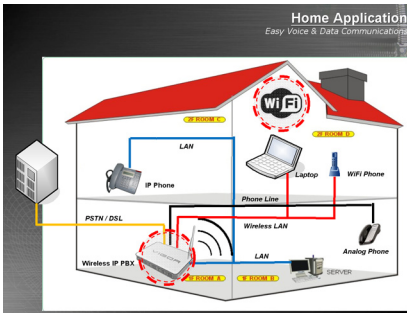 Home Application
Easy Voice & Data Communications
WiFi
2F ROOM C
2F ROOM D
LAN
IP Phone
Laptop
WiFi Phone
Phone Line
PSTN / DSL
Wireless LAN
Analog Phone
Wireless IP PBX
LAN
SERVER
1F ROOM A
1F ROOM B